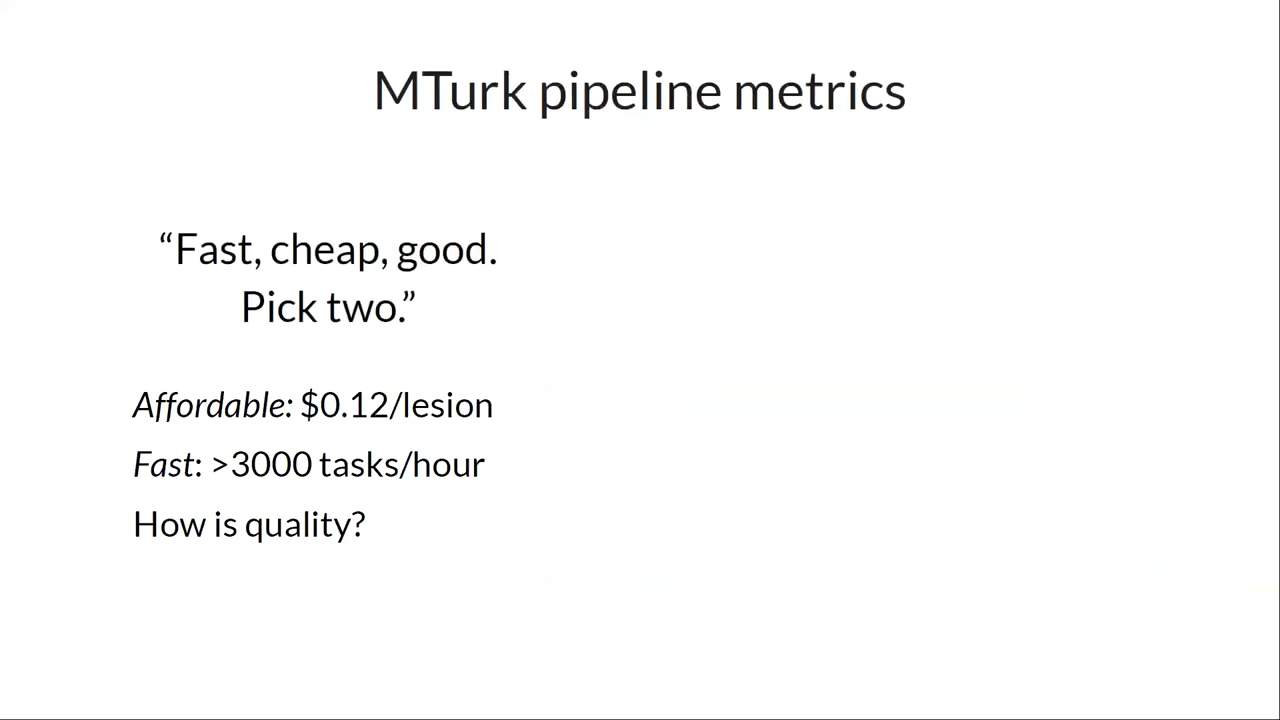 MTurk pipeline metrics
“Fast, cheap, good.
Pick two.”
Affordable: $0.12/lesion
Fast: >3000 tasks/hour
How is quality?